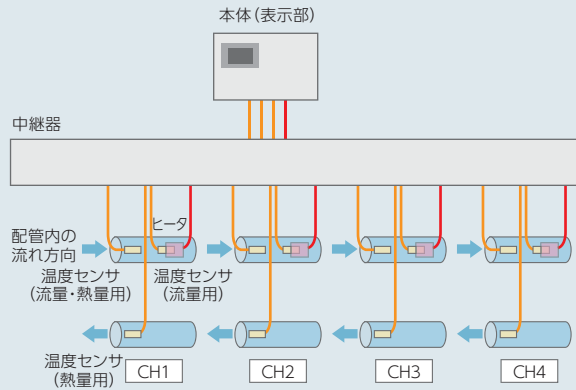 本体（表示部）
中継器
ヒータ
配管内の
流れ方向
温度センサ
（流量・熱量用）
温度センサ
（流量用）
温度センサ
（熱量用）
CH1
CH2
CH3
CH4